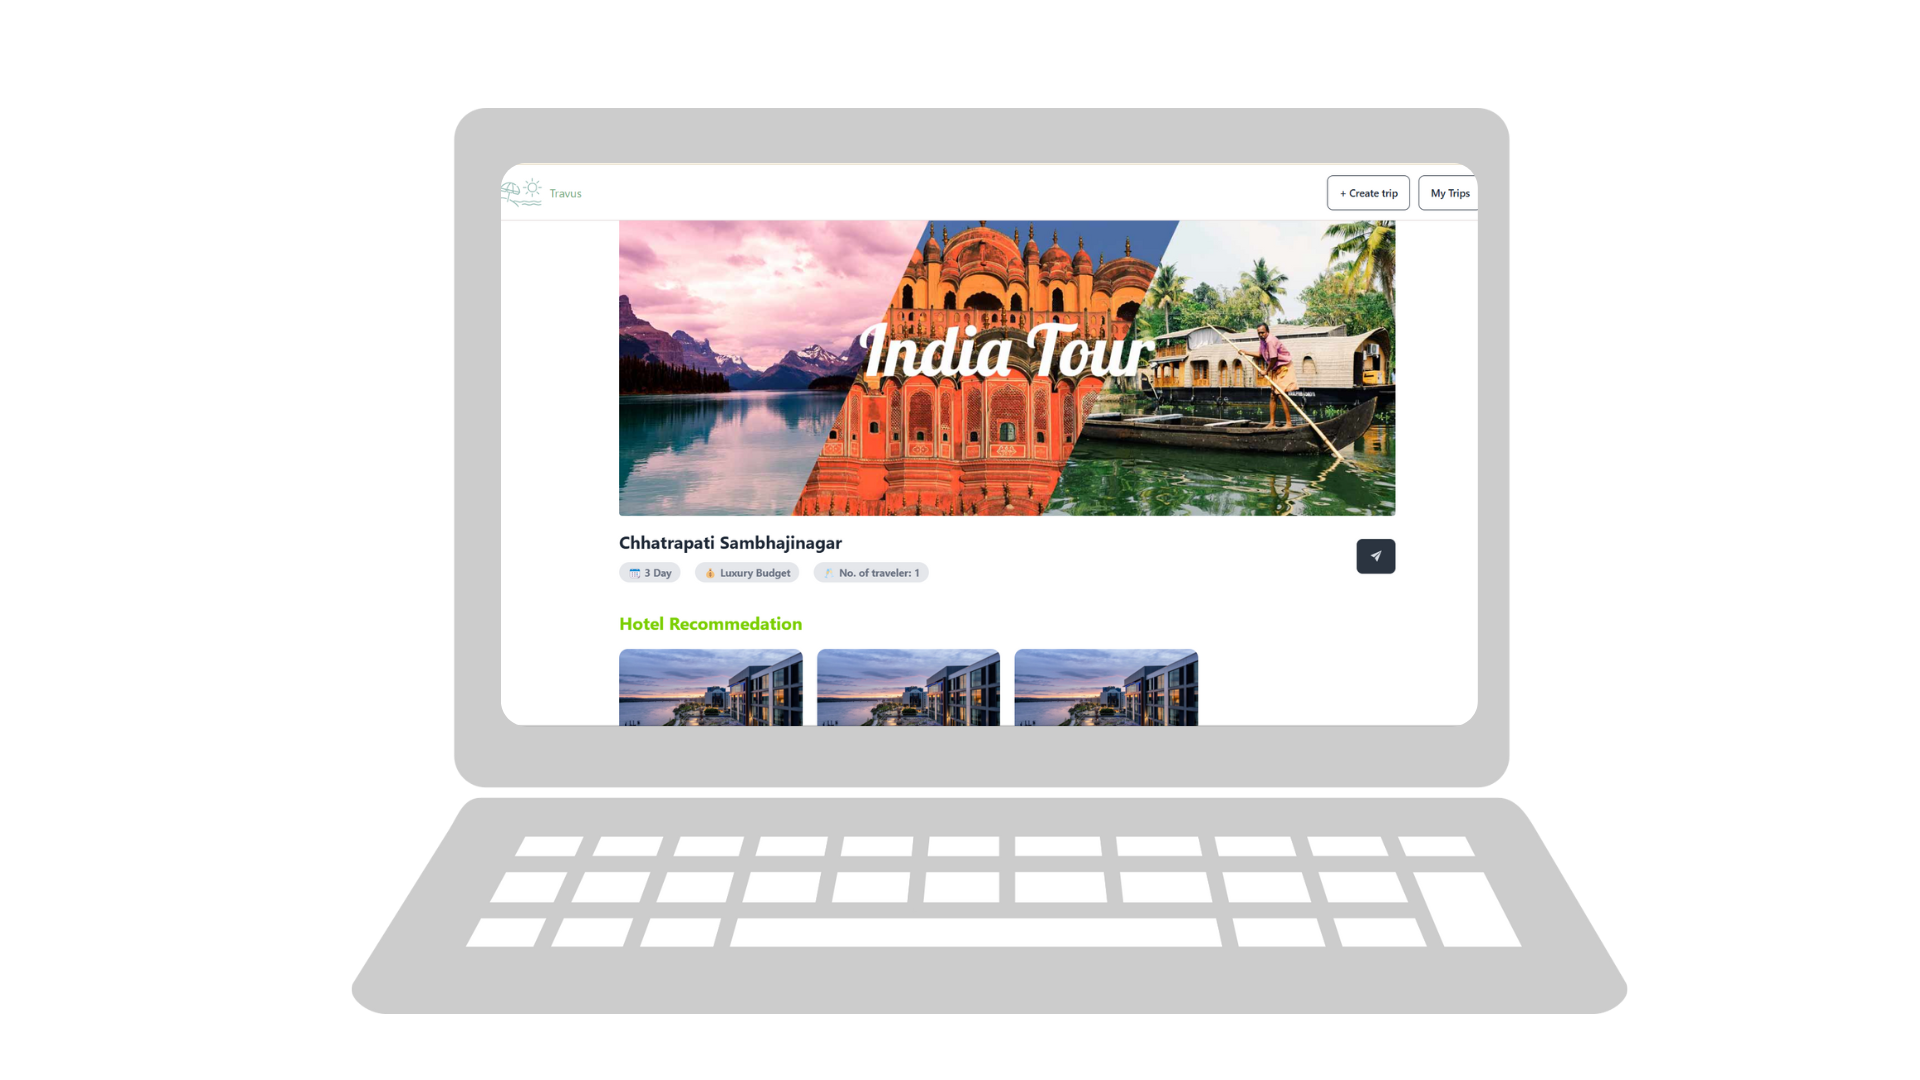 Travus
+ Create trip
My Trips
India Tour
Chhatrapati Sambhajinagar
3 Day
Luxury Budget
No. of traveler: 1
Hotel Recommedation